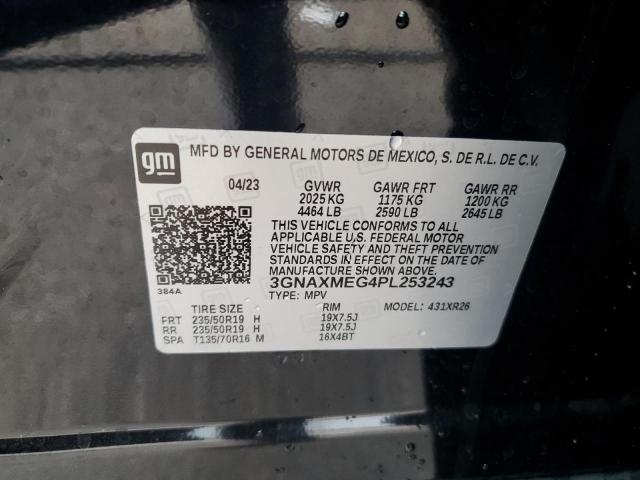 gm
MFD BY GENERAL MOTORS DE MEXICO, S. DE R.L. DE C.V.
04/23 GVWR GAWR FRT GAWR RR
2025 KG 1175 KG 1200 KG
4464 LB 2590 LB 2645 LB
THIS VEHICLE CONFORMS TO ALL
APPLICABLE U.S. FEDERAL MOTOR
VEHICLE SAFETY AND THEFT PREVENTION
STANDARDS IN EFFECT ON THE DATE OF
MANUFACTURE SHOWN ABOVE.
384A 3GNAXMEG4PL253243
TYPE: MPV MODEL: 431XR26
TIRE SIZE RIM
FRT 235/50R19 H 19X7.5J
RR 235/50R19 H 19X7.5J
SPA T135/70R16 M 16X4BT